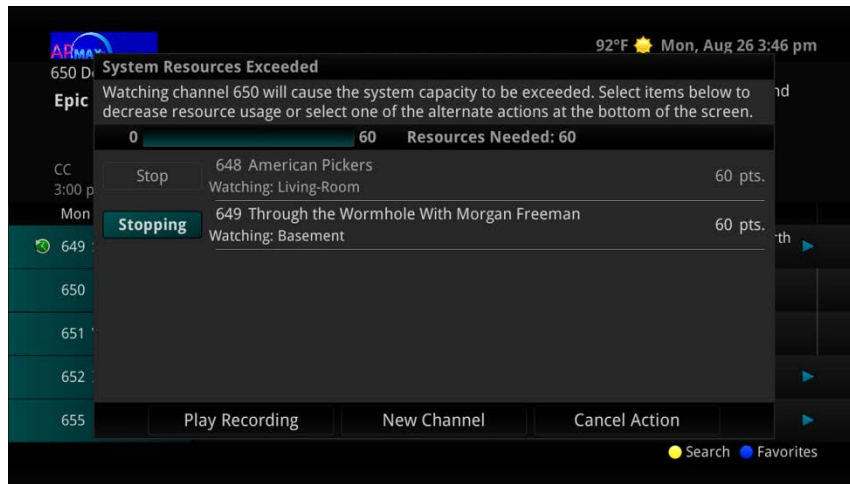 ARMAX
92°F Mon, Aug 26 3:46 pm
650 D
System Resources Exceeded
Epic
Watching channel 650 will cause the system capacity to be exceeded. Select items below to
decrease resource usage or select one of the alternate actions at the bottom of the screen.
nd
0 60 Resources Needed: 60
CC
3:00 p
Stop 648 American Pickers 60 pts.
Watching: Living-Room
Mon
Stopping 649 Through the Wormhole With Morgan Freeman 60 pts.
Watching: Basement
649
rth
650
651
652
655
Play Recording New Channel Cancel Action
Search Favorites